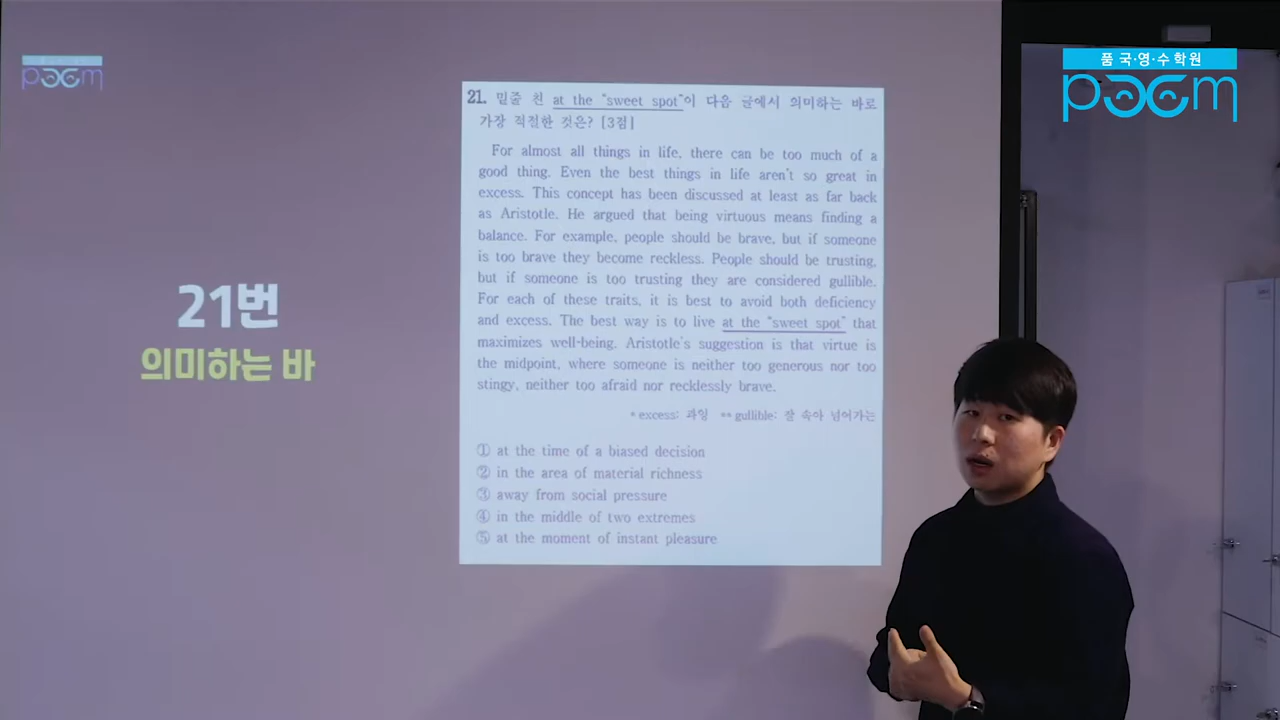 품 국·영·수 학원
poem
poem
21번
의미하는 바
21. 밑줄 친 at the "sweet spot"이 다음 글에서 의미하는 바로
가장 적절한 것은? [3점]
For almost all things in life, there can be too much of a
good thing. Even the best things in life aren't so great in
excess. This concept has been discussed at least as far back
as Aristotle. He argued that being virtuous means finding a
balance. For example, people should be brave, but if someone
is too brave they become reckless. People should be trusting,
but if someone is too trusting they are considered gullible.
For each of these traits, it is best to avoid both deficiency
and excess. The best way is to live at the "sweet spot" that
maximizes well-being. Aristotle's suggestion is that virtue is
the midpoint, where someone is neither too generous nor too
stingy, neither too afraid nor recklessly brave.
* excess: 과잉 ** gullible: 잘 속아 넘어가는
① at the time of a biased decision
② in the area of material richness
③ away from social pressure
④ in the middle of two extremes
⑤ at the moment of instant pleasure